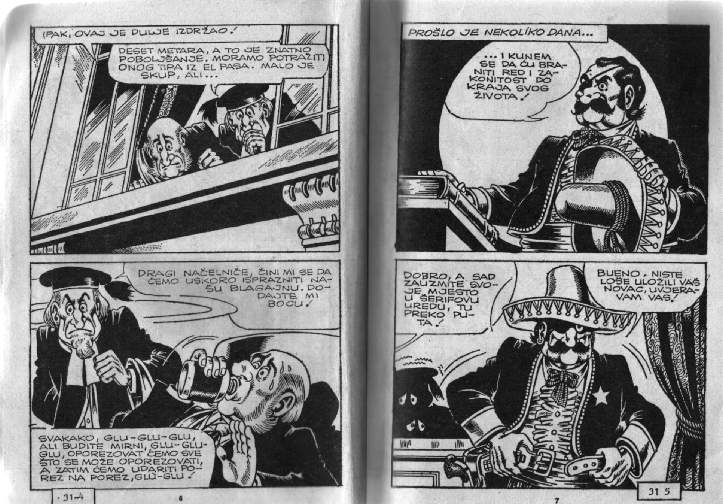 IPAK, OVAJ JE DULJE IZDRŽAO!
DESET METARA, A TO JE ZNATNO
POBOLJŠANJE. MORAMO POTRAŽITI
ONOG TIPA IZ EL PASA. MALO JE
SKUP, ALI...
DRAGI NAČELNIČE, ČINI MI SE DA
ĆEMO USKORO ISPRAZNITI NA-
ŠU BLAGAJNU. DO-
DAJTE MI
BOCU!
SVAKAKO, GLU-GLU-GLU,
ALI BUDITE MIRNI, GLU-GLU-
GLU, OPOREZOVAT ĆEMO SVE
ŠTO SE MOŽE OPOREZOVATI,
A ZATIM ĆEMO UDARITI PO-
REZ NA POREZ, GLU-GLU!
31-4
6
PROŠLO JE NEKOLIKO DANA...
... I KUNEM
SE DA ĆU BRA-
NITI RED I ZA-
KONITOST DO
KRAJA SVOG
ŽIVOTA!
DOBRO, A SAD
ZAUZMITE SVO-
JE MJESTO
U ŠERIFOVU
UREDU, TU
PREKO PU-
TA!
BUENO. NISTE
LOŠE ULOŽILI VAŠ
NOVAC, UVJERA-
VAM VAS!
31 5
7